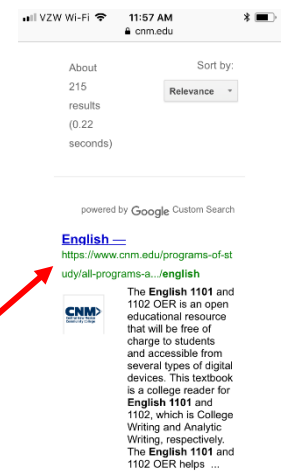 VZW Wi-Fi 11:57 AM
cnm.edu
About
215
results
(0.22
seconds)
Sort by:
Relevance
powered by Google Custom Search
English —
https://www.cnm.edu/programs-of-st
udy/all-programs-a.../english
CNM
The English 1101 and
1102 OER is an open
educational resource
that will be free of
charge to students
and accessible from
several types of digital
devices. This textbook
is a college reader for
English 1101 and
1102, which is College
Writing and Analytic
Writing, respectively.
The English 1101 and
1102 OER helps ...